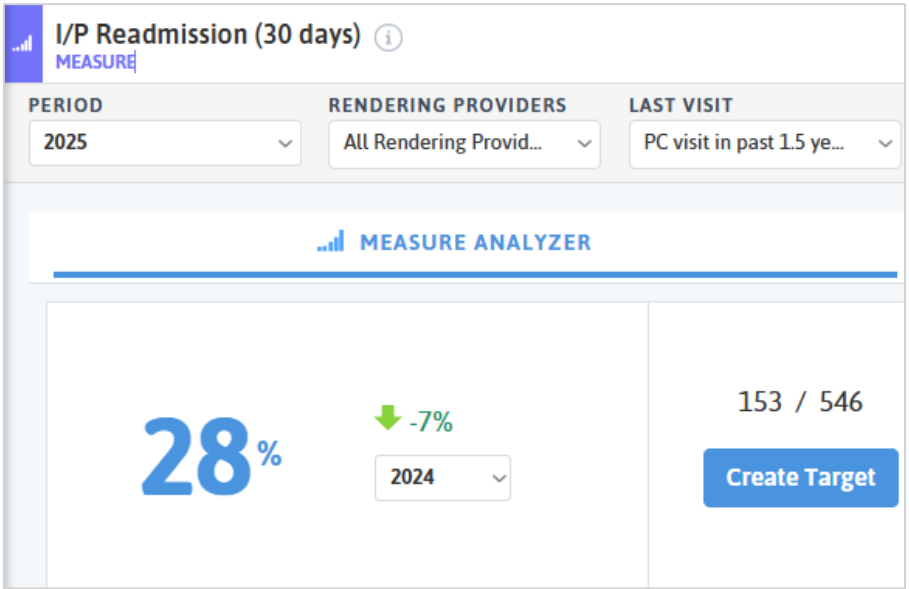 I/P Readmission (30 days) i
MEASURE
PERIOD RENDERING PROVIDERS LAST VISIT
2025 All Rendering Provid... PC visit in past 1.5 ye...
MEASURE ANALYZER
28% -7% 153 / 546
2024 Create Target